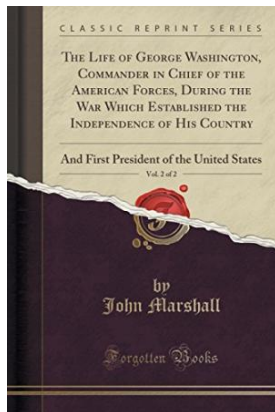 CLASSIC REPRINT SERIES
THE LIFE OF GEORGE WASHINGTON,
COMMANDER IN CHIEF OF THE
AMERICAN FORCES, DURING THE
WAR WHICH ESTABLISHED THE
INDEPENDENCE OF HIS COUNTRY
And First President of the United States
Vol. 2 of 2
by
John Marshall
Forgotten Books